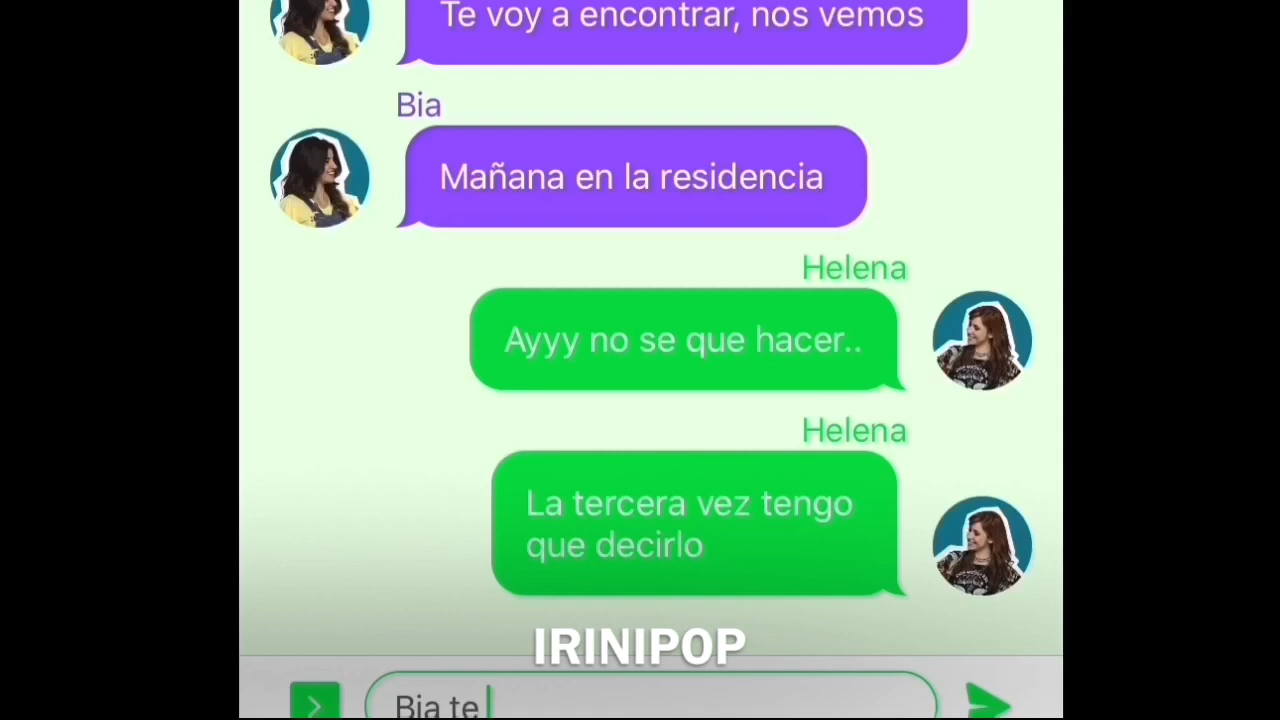 Te voy a encontrar, nos vemos
Bia
Mañana en la residencia
Helena
Ayyy no se que hacer..
Helena
La tercera vez tengo
que decirlo
IRINIPOP
Bia te